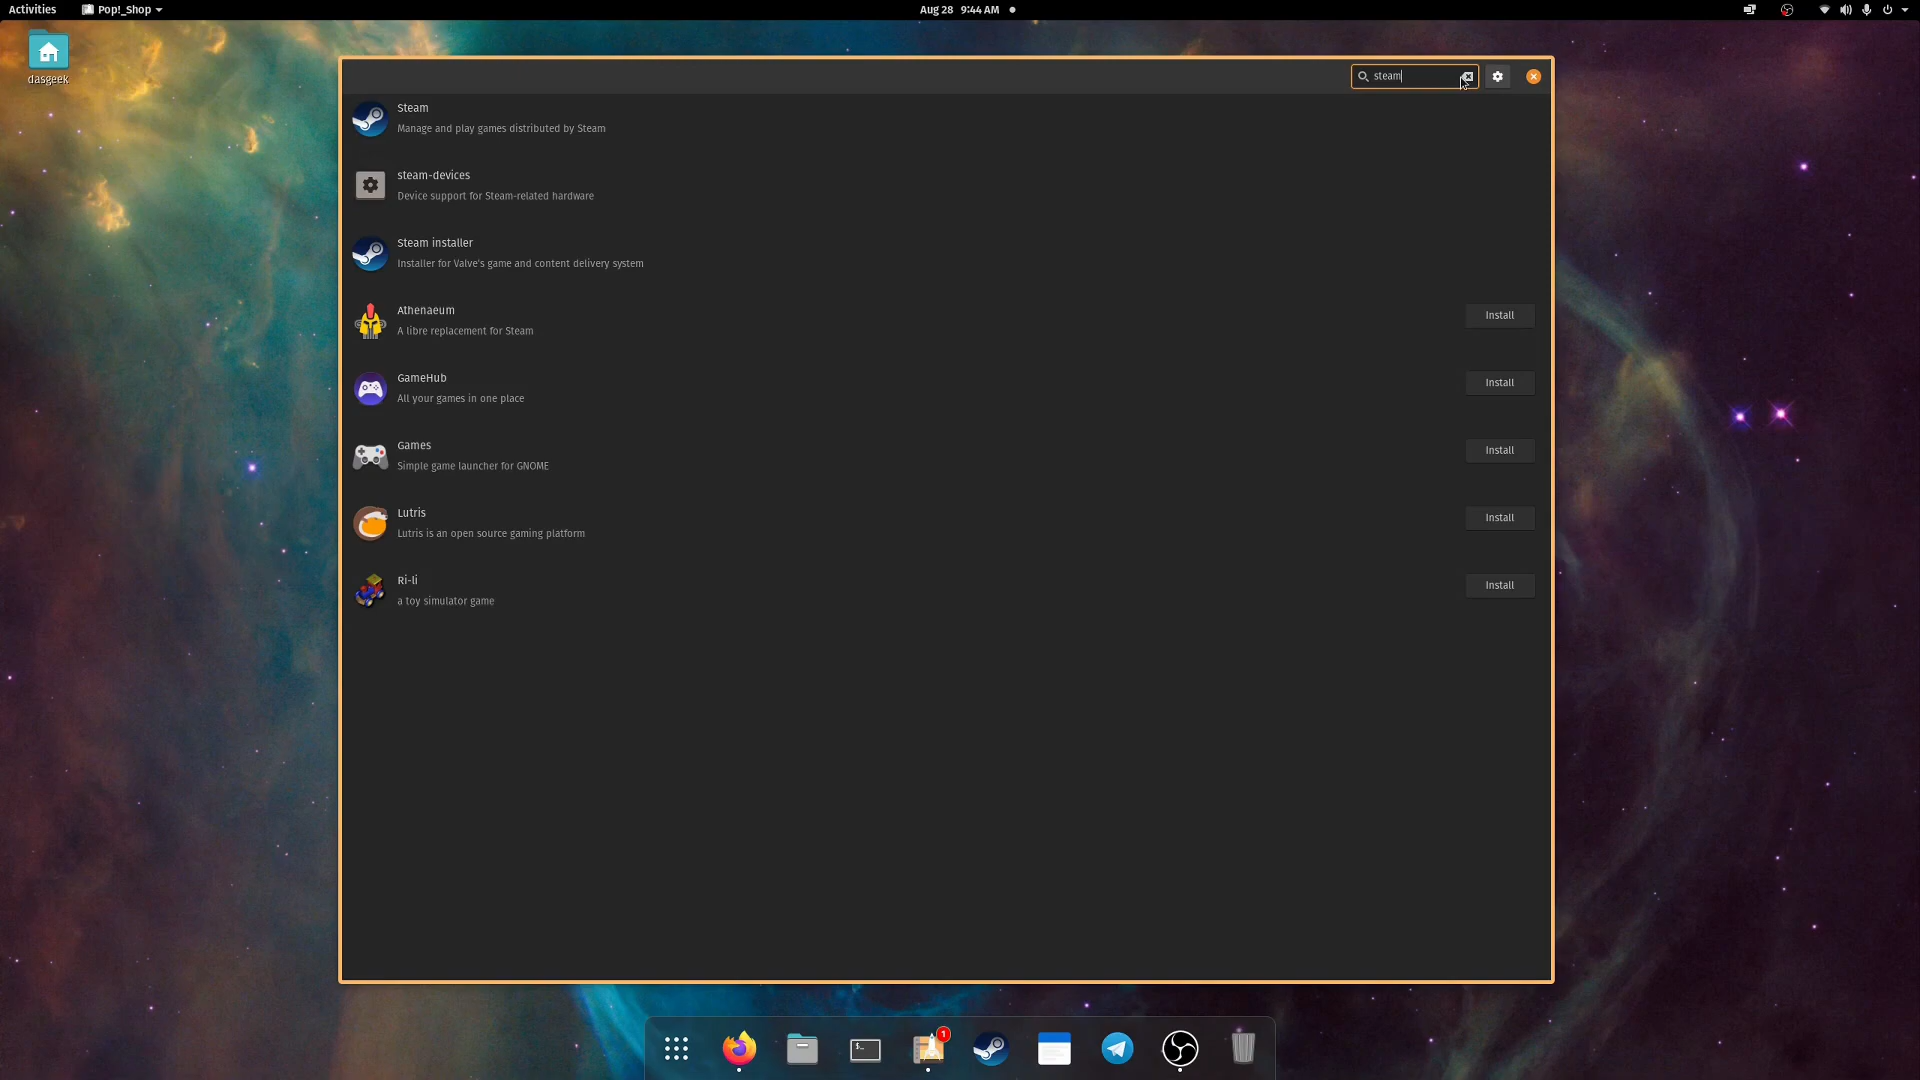 Activities
Pop!_Shop
Aug 28 9:44 AM
dasgeek
steam
Steam
Manage and play games distributed by Steam
steam-devices
Device support for Steam-related hardware
Steam installer
Installer for Valve's game and content delivery system
Athenaeum
A libre replacement for Steam
Install
GameHub
All your games in one place
Install
Games
Simple game launcher for GNOME
Install
Lutris
Lutris is an open source gaming platform
Install
Ri-li
a toy simulator game
Install
$_
1